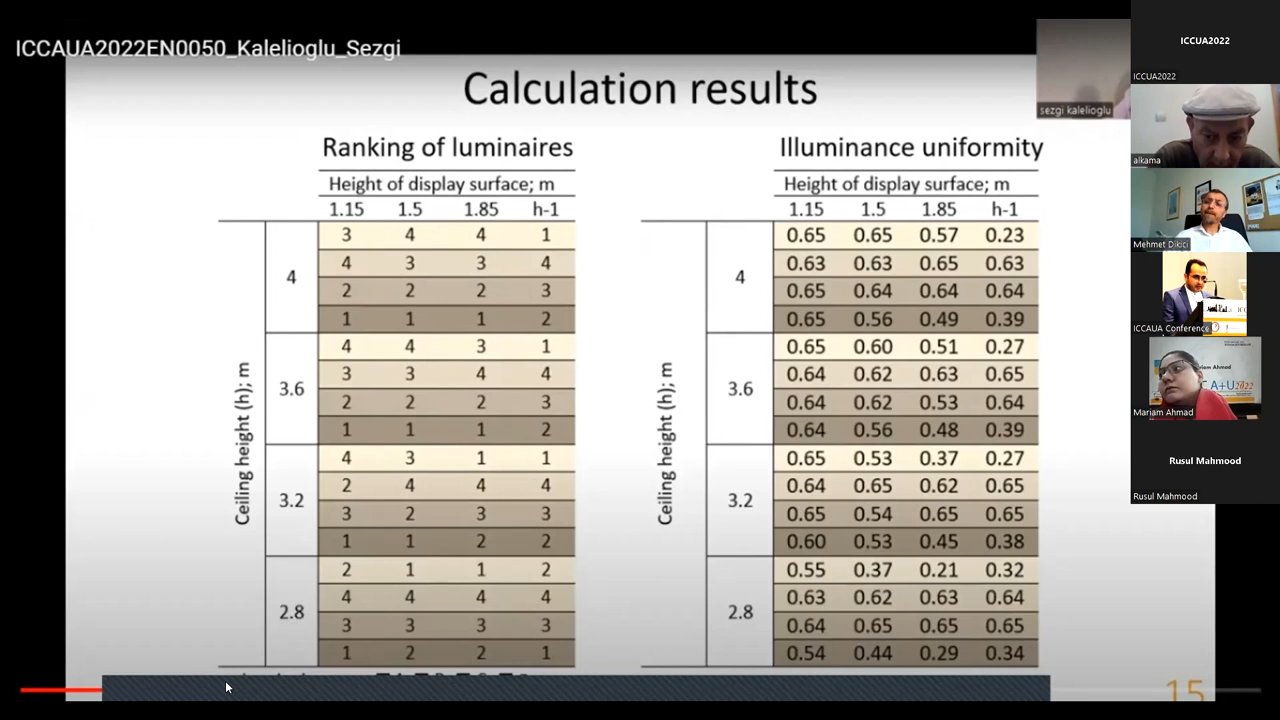 ICCAUA2022EN0050_Kalelioglu_Sezgi
Calculation results
Ranking of luminaires
Height of display surface; m
1.15 1.5 1.85 h-1
Ceiling height (h); m
4
3 4 4 1
4 3 3 4
2 2 2 3
1 1 1 2
3.6
4 4 3 1
3 3 4 4
2 2 2 3
1 1 1 2
3.2
4 3 1 1
2 4 4 4
3 2 3 3
1 1 2 2
2.8
2 1 1 2
4 4 4 4
3 3 3 3
1 2 2 1
Illuminance uniformity
Height of display surface; m
1.15 1.5 1.85 h-1
Ceiling height (h); m
4
0.65 0.65 0.57 0.23
0.63 0.63 0.65 0.63
0.65 0.64 0.64 0.64
0.65 0.56 0.49 0.39
3.6
0.65 0.60 0.51 0.27
0.64 0.62 0.63 0.65
0.64 0.62 0.53 0.64
0.64 0.56 0.48 0.39
3.2
0.65 0.53 0.37 0.27
0.64 0.65 0.62 0.65
0.65 0.54 0.65 0.65
0.60 0.53 0.45 0.38
2.8
0.55 0.37 0.21 0.32
0.63 0.62 0.63 0.64
0.64 0.65 0.65 0.65
0.54 0.44 0.29 0.34
15
sezgi kalelioglu
ICCUA2022
ICCUA2022
alkama
Mehmet Dikici
ICCAUA Conference
Ahmad
A+U2022
Mariam Ahmad
Rusul Mahmood
Rusul Mahmood